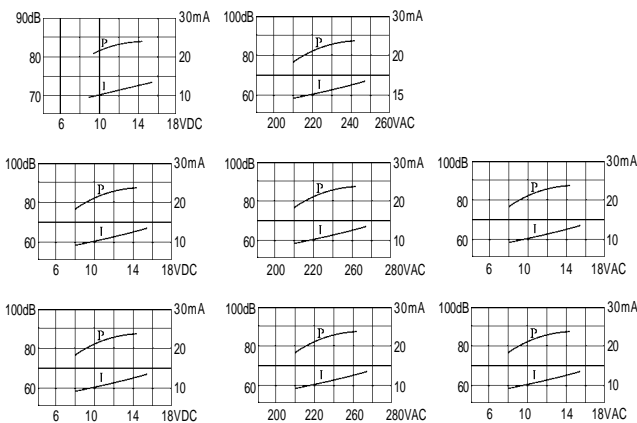 90dB 30mA 100dB 30mA
P P
80 20 80 20
I I
70 10 60 15
6 10 14 18VDC 200 220 240 260VAC
100dB 30mA 100dB 30mA 100dB 30mA
P P P
80 20 80 20 80 20
I I I
60 10 60 10 60 10
6 10 14 18VDC 200 220 260 280VAC 6 10 14 18VAC
100dB 30mA 100dB 30mA 100dB 30mA
P P P
80 20 80 20 80 20
I I I
60 10 60 10 60 10
6 10 14 18VDC 200 220 260 280VAC 6 10 14 18VAC